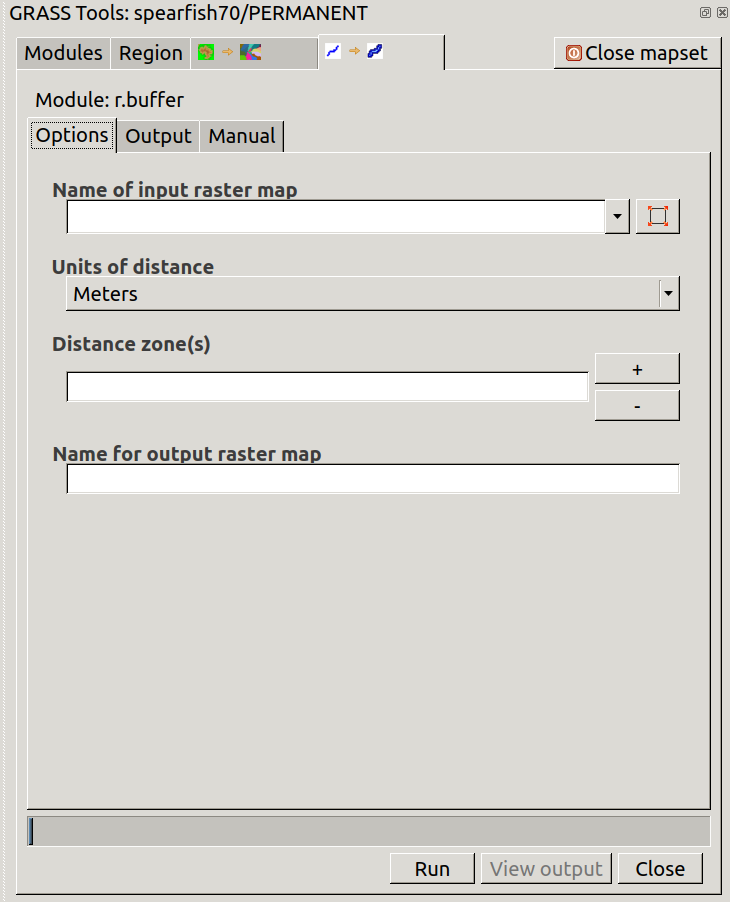 GRASS Tools: spearfish70/PERMANENT
Modules Region Close mapset
Module: r.buffer
Options Output Manual
Name of input raster map
Units of distance
Meters
Distance zone(s)
+
-
Name for output raster map
Run View output Close